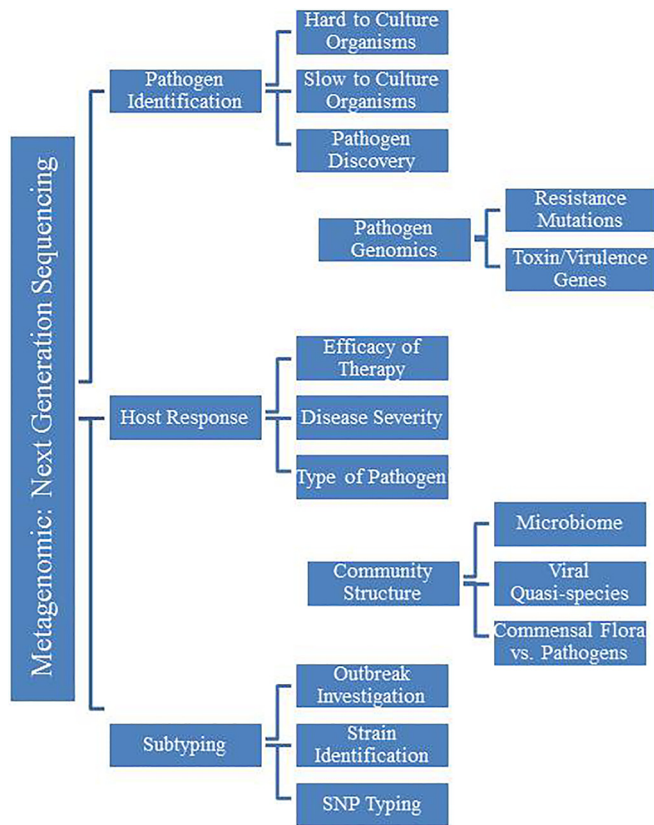 Metagenomic: Next Generation Sequencing
Pathogen
Identification
Hard to Culture
Organisms
Slow to Culture
Organisms
Pathogen
Discovery
Pathogen
Genomics
Resistance
Mutations
Toxin/Virulence
Genes
Host Response
Efficacy of
Therapy
Disease Severity
Type of Pathogen
Community
Structure
Microbiome
Viral
Quasi-species
Commensal Flora
vs. Pathogens
Subtyping
Outbreak
Investigation
Strain
Identification
SNP Typing